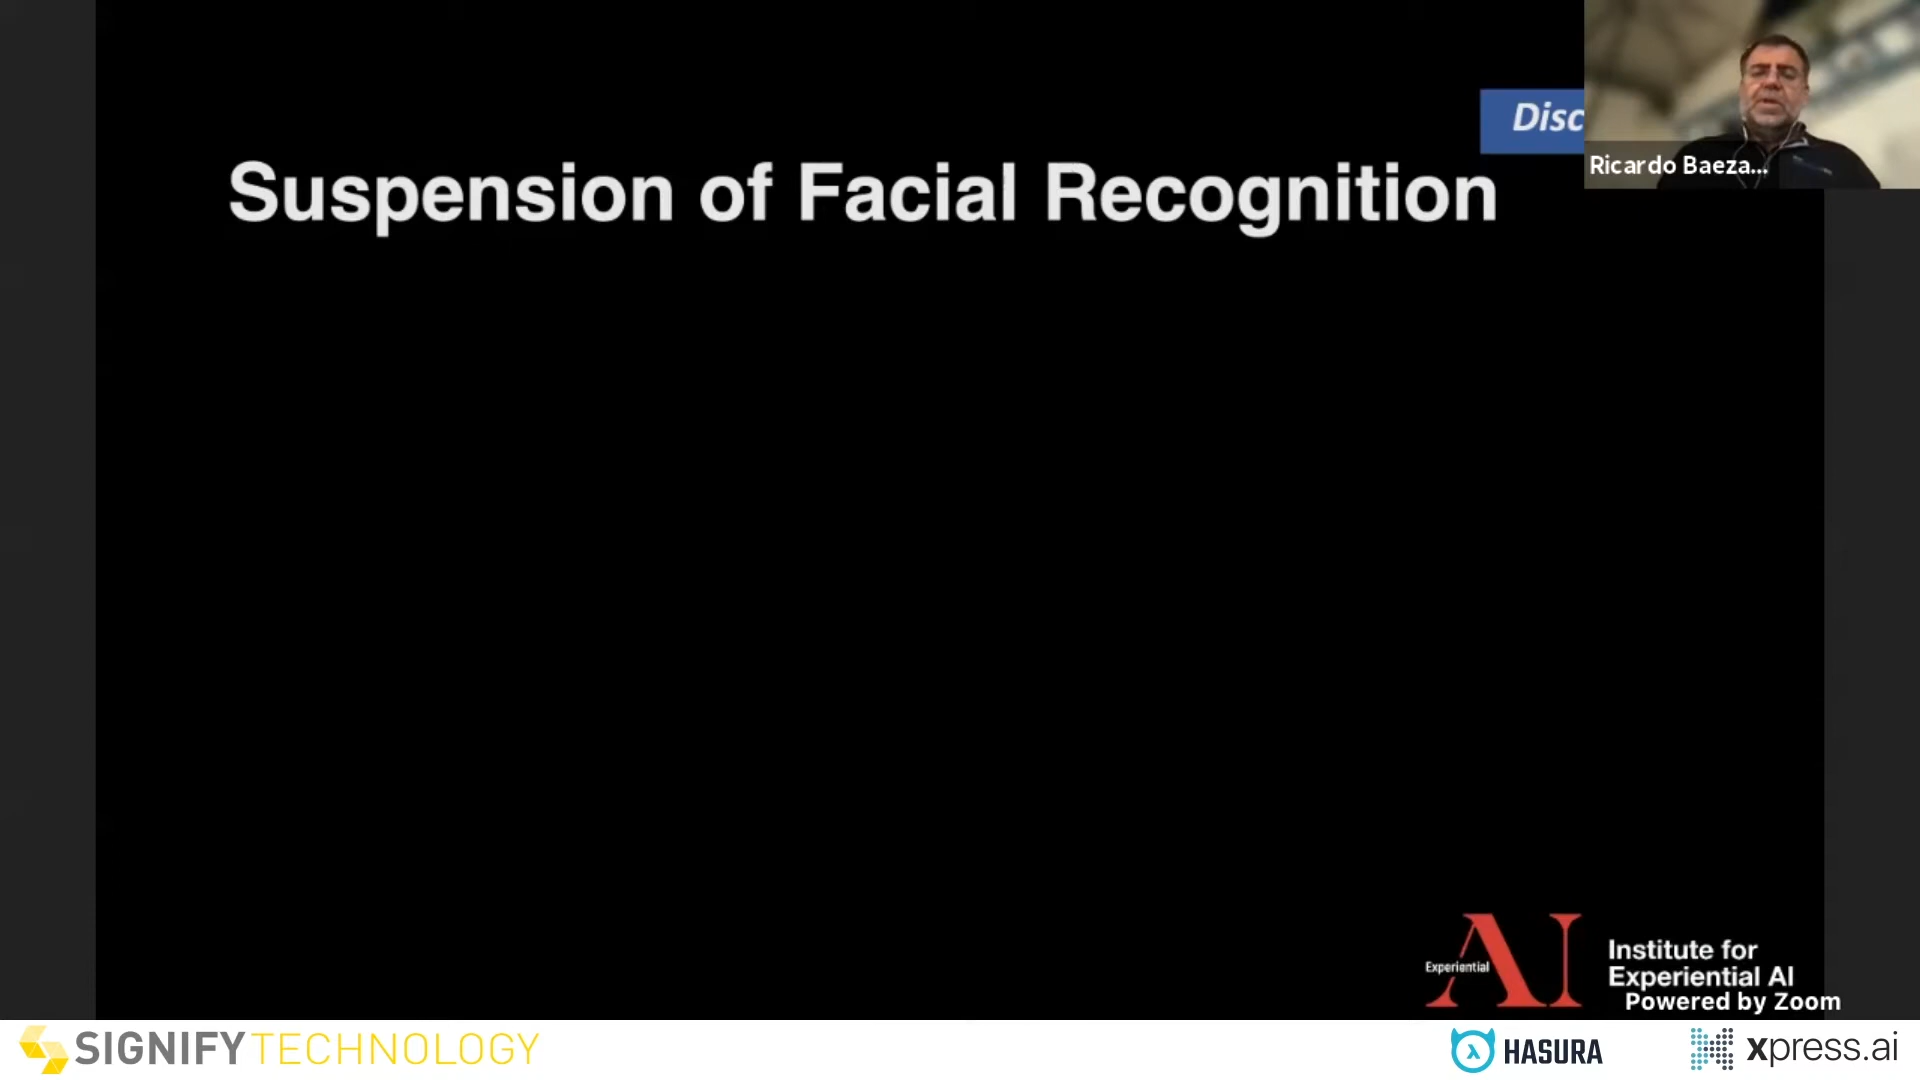 Disc
Ricardo Baeza...
Suspension of Facial Recognition
Experiential
AI
Institute for
Experiential AI
Powered by Zoom
SIGNIFY TECHNOLOGY
HASURA
xpress.ai